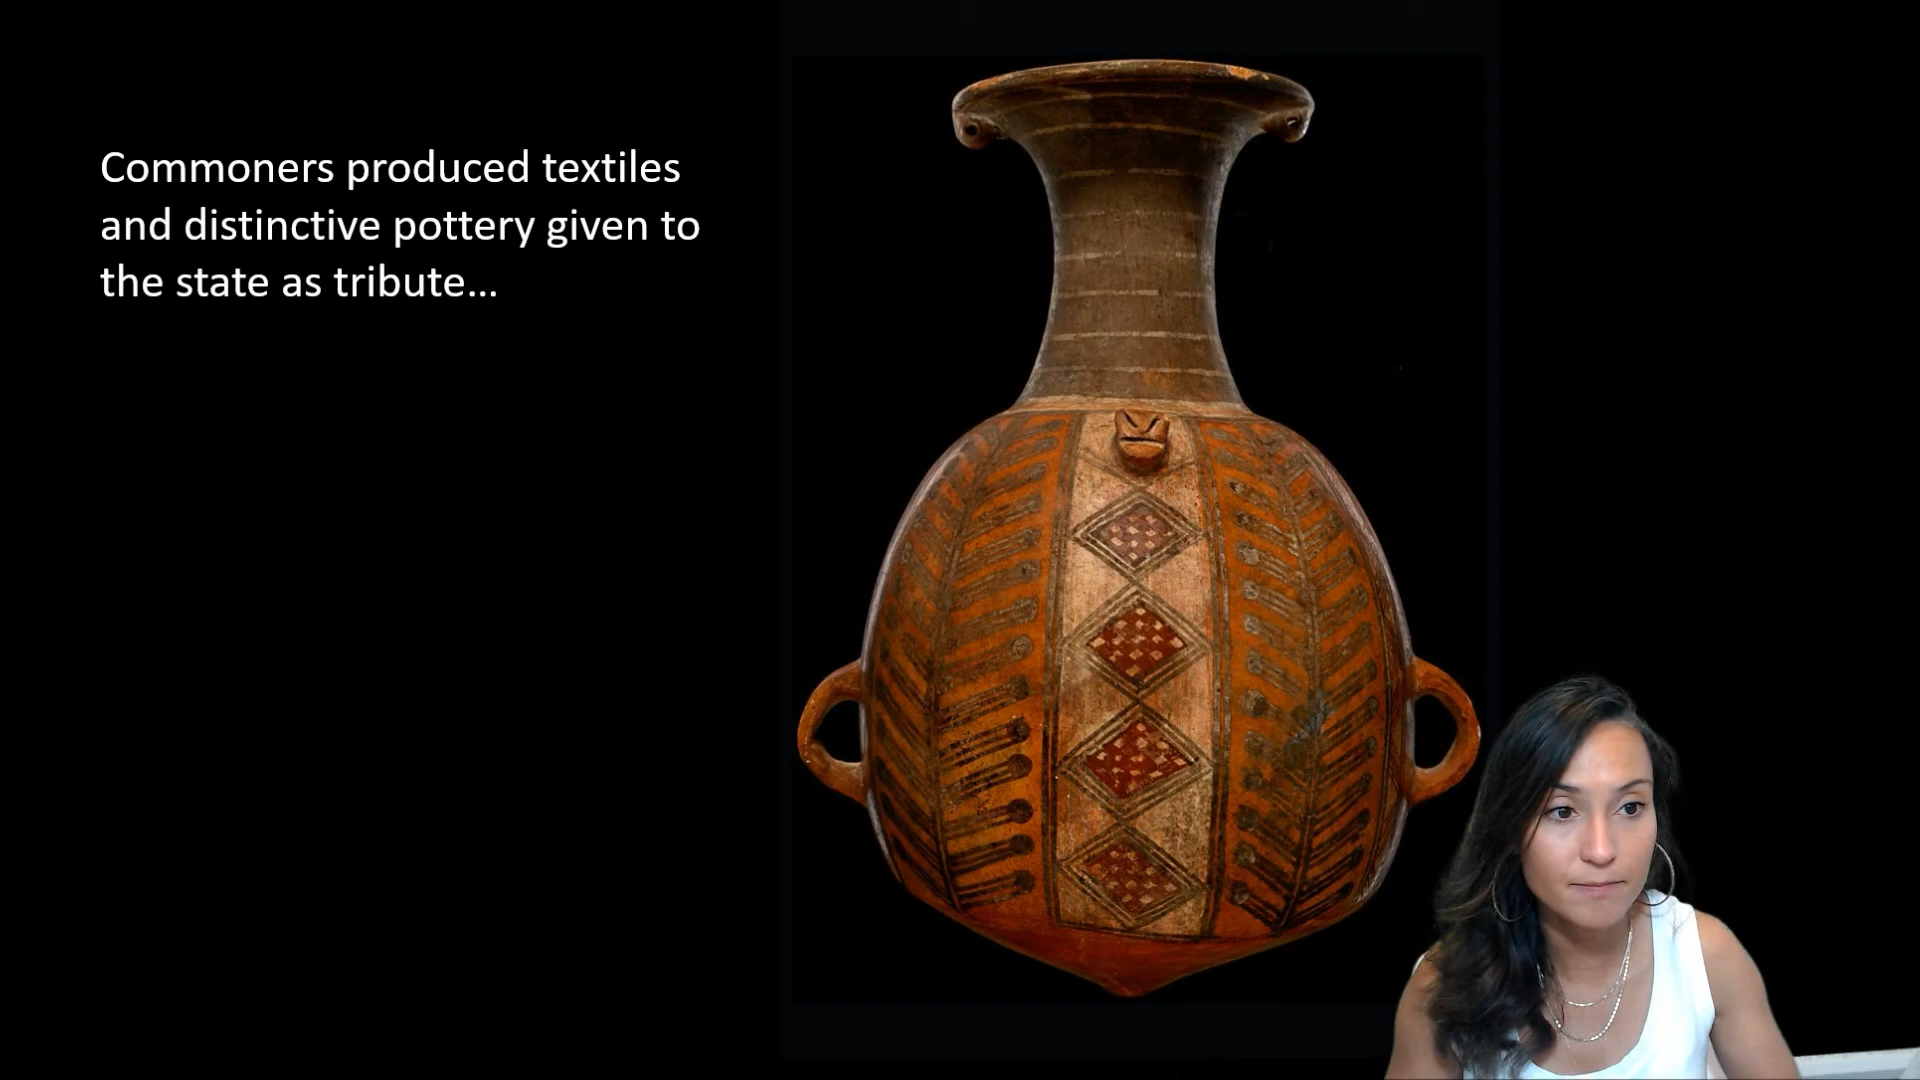 Commoners produced textiles
and distinctive pottery given to
the state as tribute...